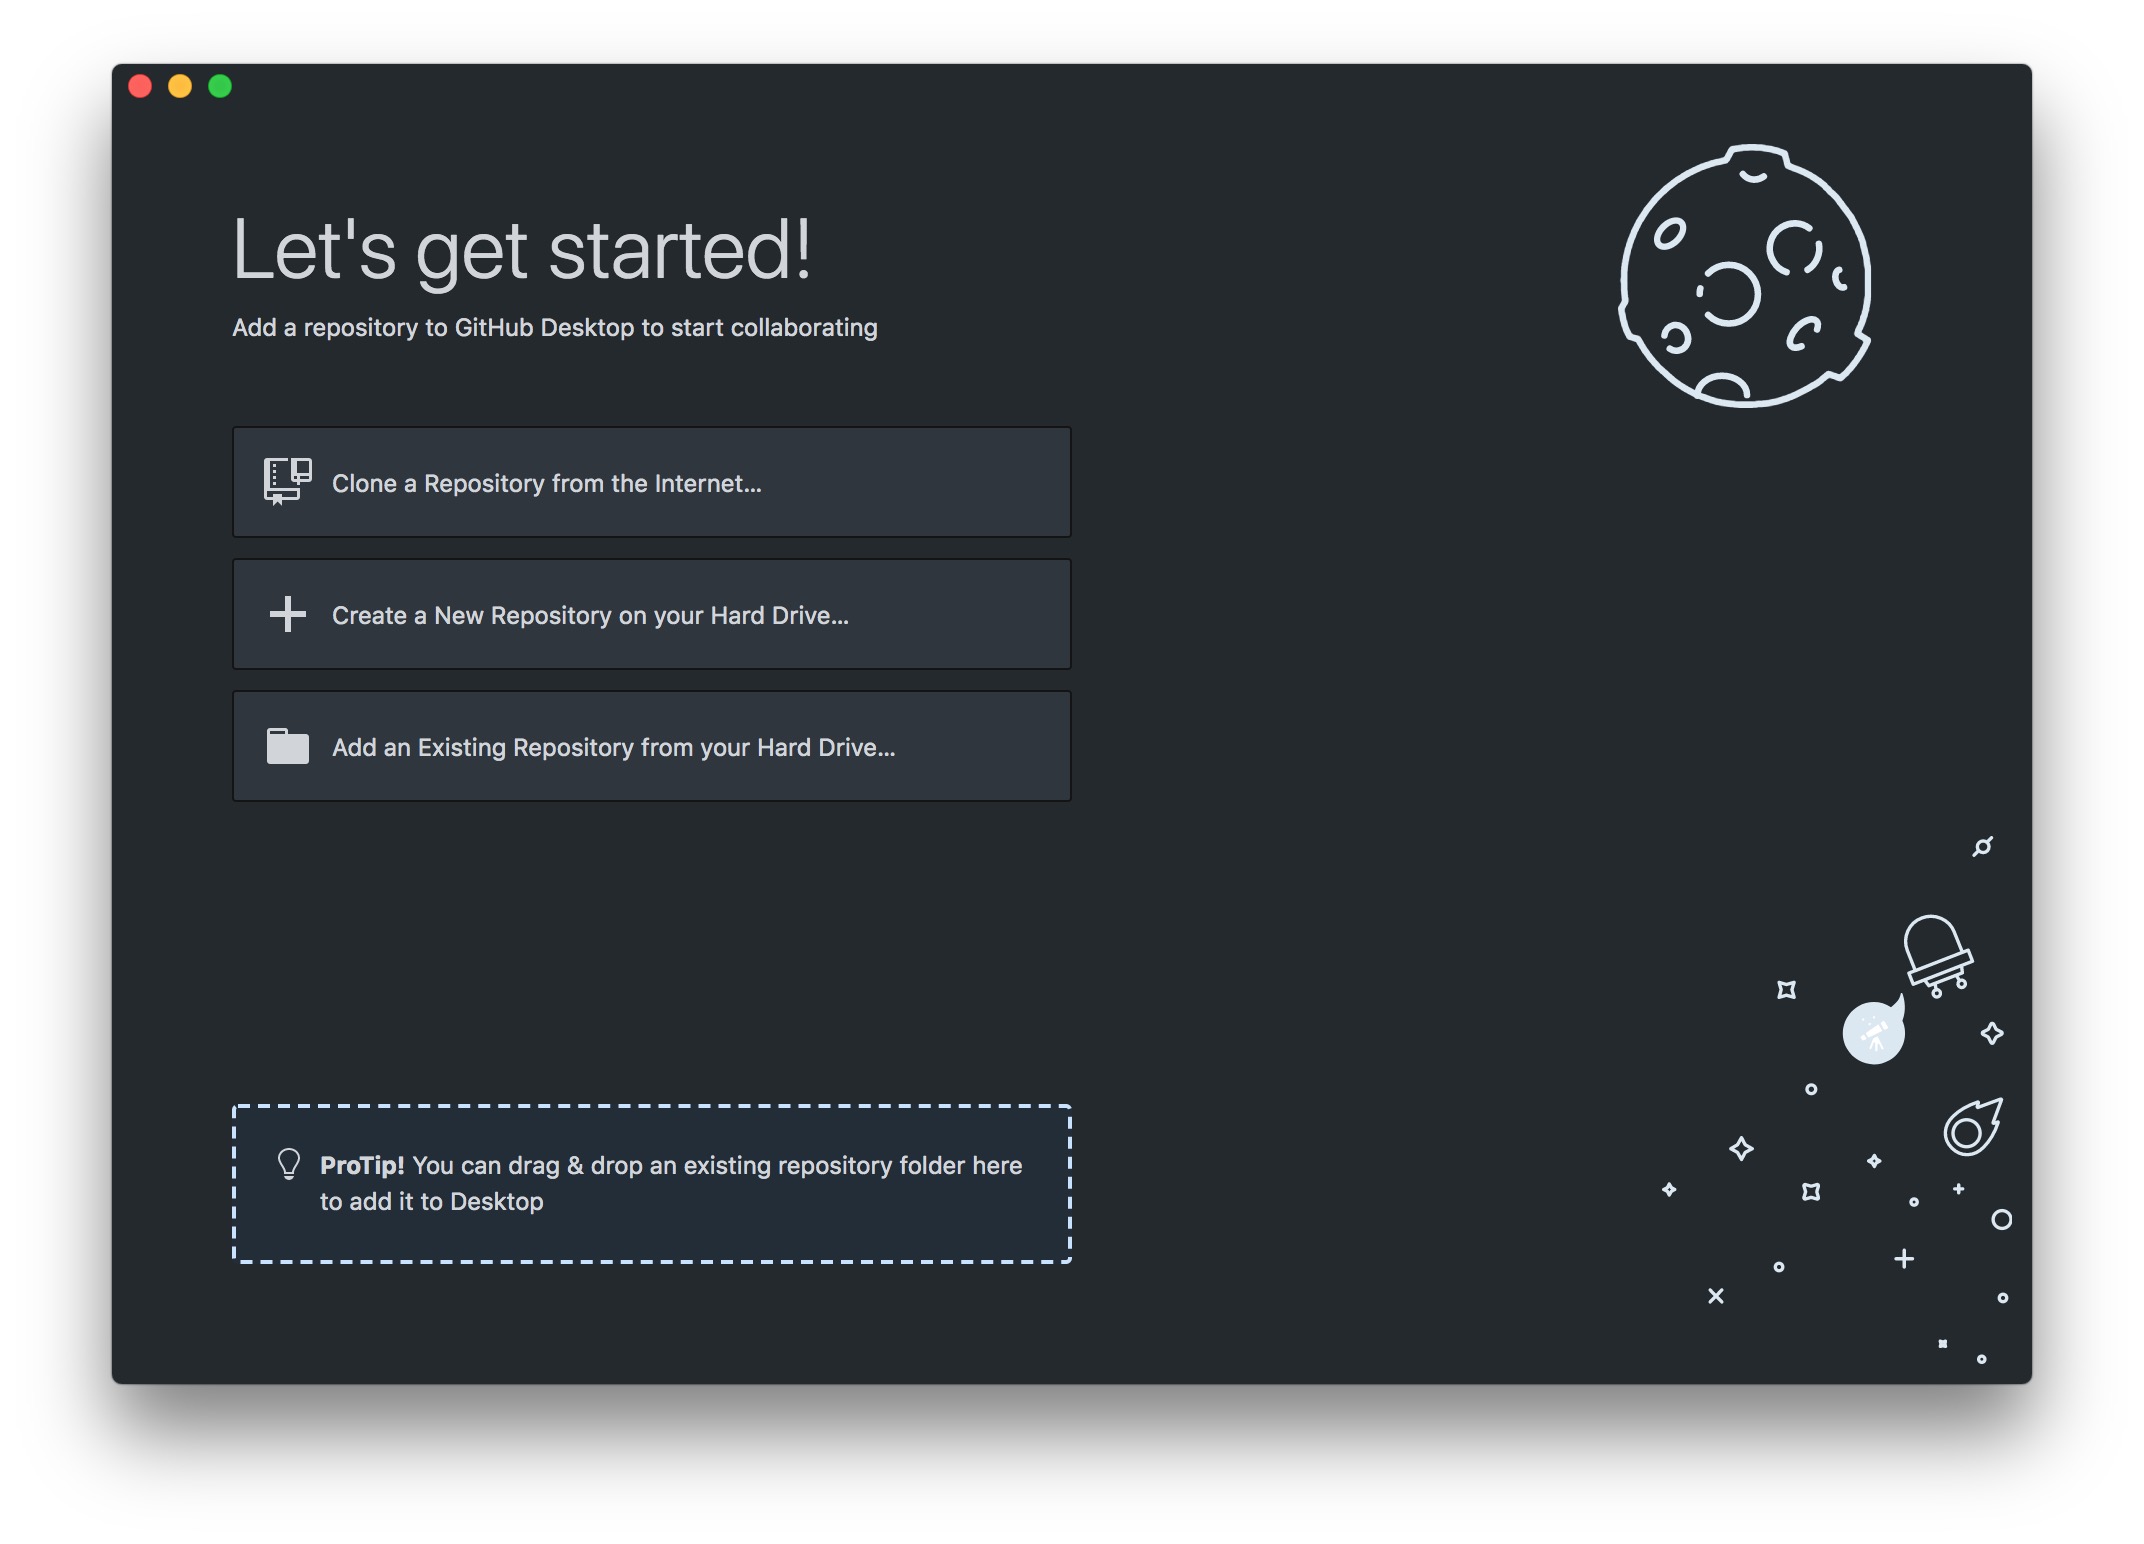 Let's get started!
Add a repository to GitHub Desktop to start collaborating
Clone a Repository from the Internet...
Create a New Repository on your Hard Drive...
Add an Existing Repository from your Hard Drive...
ProTip! You can drag & drop an existing repository folder here
to add it to Desktop